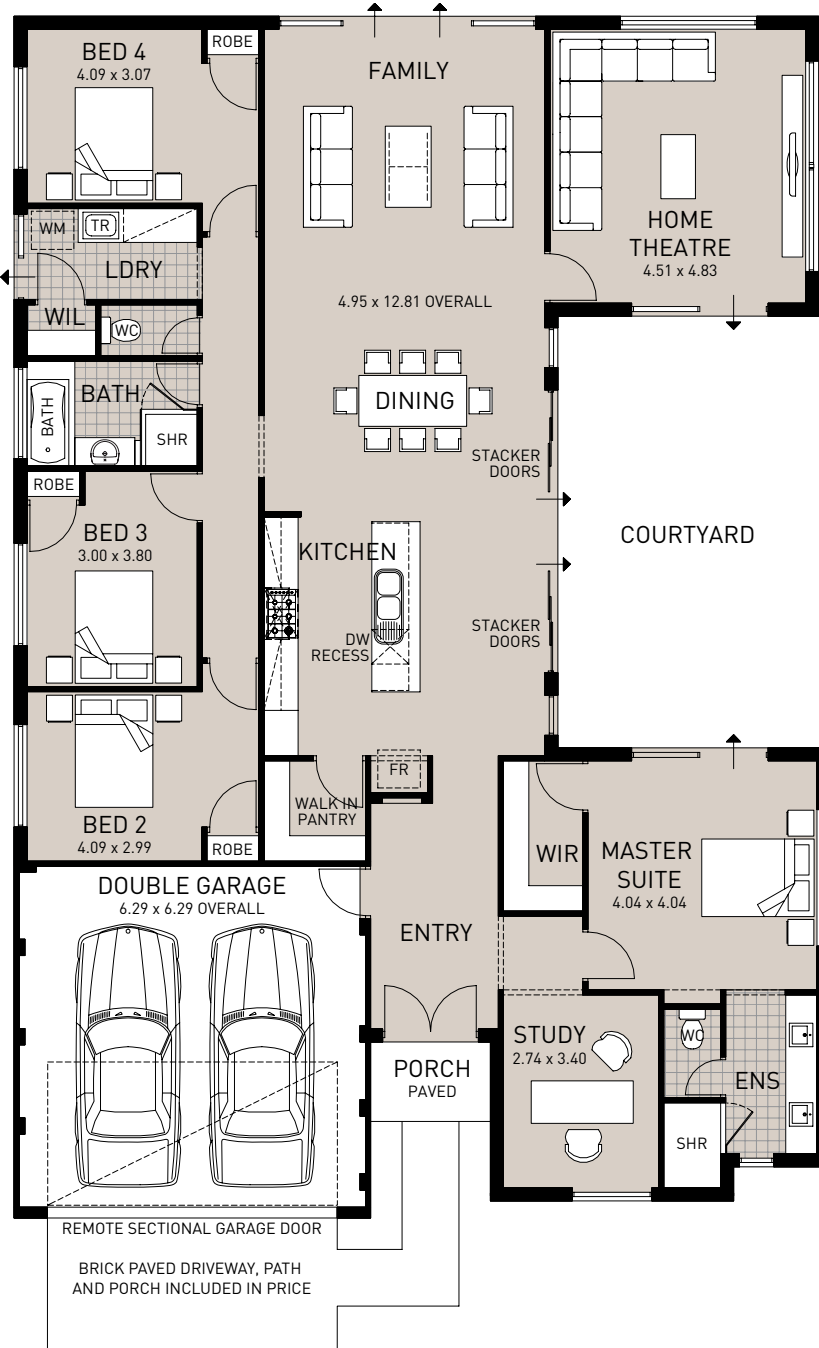 BED 4
4.09 x 3.07
ROBE
FAMILY
HOME
THEATRE
4.51 x 4.83
WM
TR
LDRY
WIL
WC
4.95 x 12.81 OVERALL
BATH
BATH
SHR
DINING
STACKER
DOORS
ROBE
BED 3
3.00 x 3.80
KITCHEN
DW
RECESS
COURTYARD
STACKER
DOORS
BED 2
4.09 x 2.99
ROBE
WALK IN
PANTRY
FR
WIR
MASTER
SUITE
4.04 x 4.04
DOUBLE GARAGE
6.29 x 6.29 OVERALL
ENTRY
STUDY
2.74 x 3.40
WC
ENS
SHR
PORCH
PAVED
REMOTE SECTIONAL GARAGE DOOR
BRICK PAVED DRIVEWAY, PATH
AND PORCH INCLUDED IN PRICE